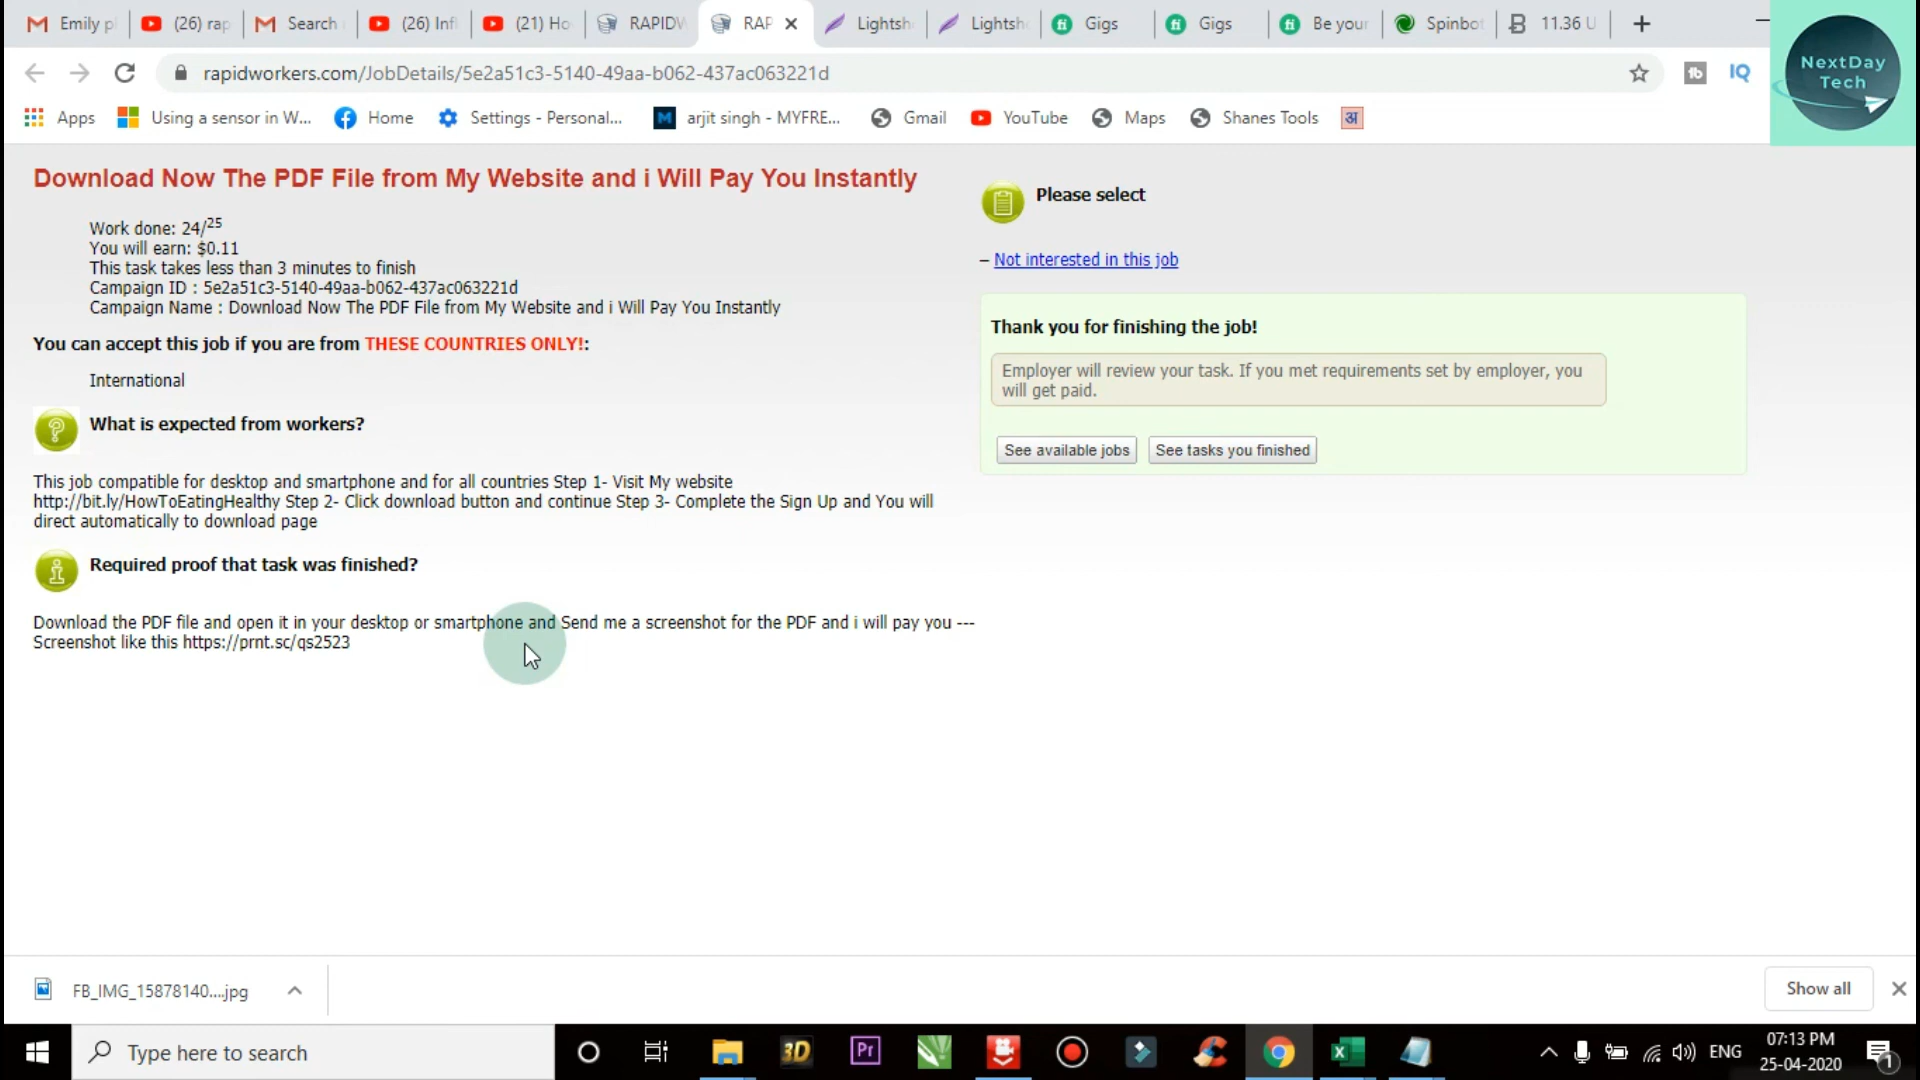 Emily p
(26) rap
Search
(26) Inf
(21) Ho
RAPIDW
RAP
Lightsh
Lightsh
Gigs
Gigs
Be your
Spinbot
11.36 U
NextDay
Tech
rapidworkers.com/JobDetails/5e2a51c3-5140-49aa-b062-437ac063221d
IQ
Apps
Using a sensor in W...
Home
Settings - Personal...
M
arjit singh - MYFRE...
Gmail
YouTube
Maps
Shanes Tools
अ
Download Now The PDF File from My Website and i Will Pay You Instantly
Work done: 24/25
You will earn: $0.11
This task takes less than 3 minutes to finish
Campaign ID : 5e2a51c3-5140-49aa-b062-437ac063221d
Campaign Name : Download Now The PDF File from My Website and i Will Pay You Instantly
You can accept this job if you are from THESE COUNTRIES ONLY!:
International
What is expected from workers?
This job compatible for desktop and smartphone and for all countries Step 1- Visit My website
http://bit.ly/HowToEatingHealthy Step 2- Click download button and continue Step 3- Complete the Sign Up and You will
direct automatically to download page
Required proof that task was finished?
Download the PDF file and open it in your desktop or smartphone and Send me a screenshot for the PDF and i will pay you ---
Screenshot like this https://prnt.sc/qs2523
Please select
– Not interested in this job
Thank you for finishing the job!
Employer will review your task. If you met requirements set by employer, you
will get paid.
See available jobs
See tasks you finished
FB_IMG_15878140....jpg
Show all
Type here to search
3D
Pr
ENG
07:13 PM
25-04-2020
1